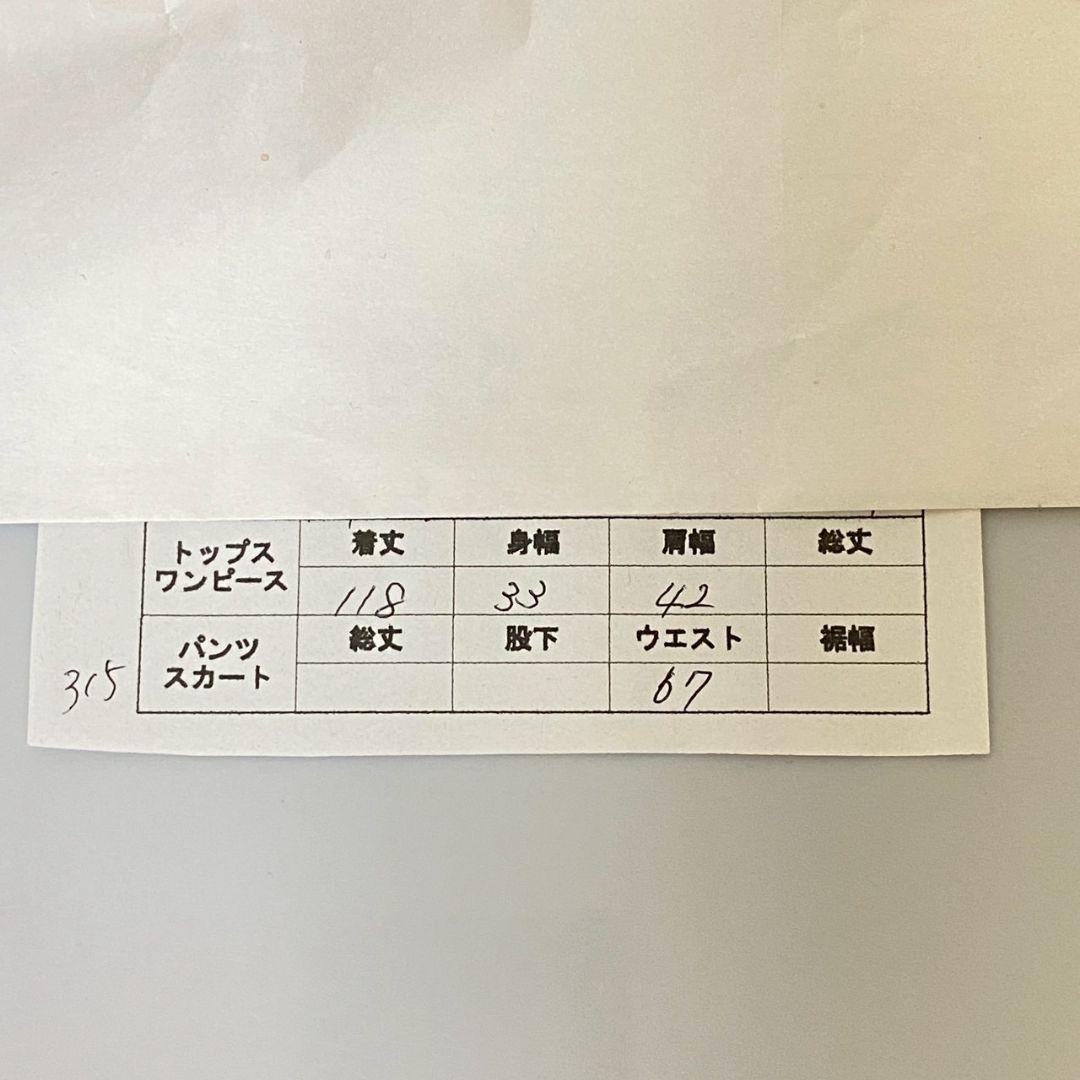 トップス
ワンピース
着丈 身幅 肩幅 総丈
118 33 42
パンツ
スカート
総丈 股下 ウエスト 裾幅
67
315